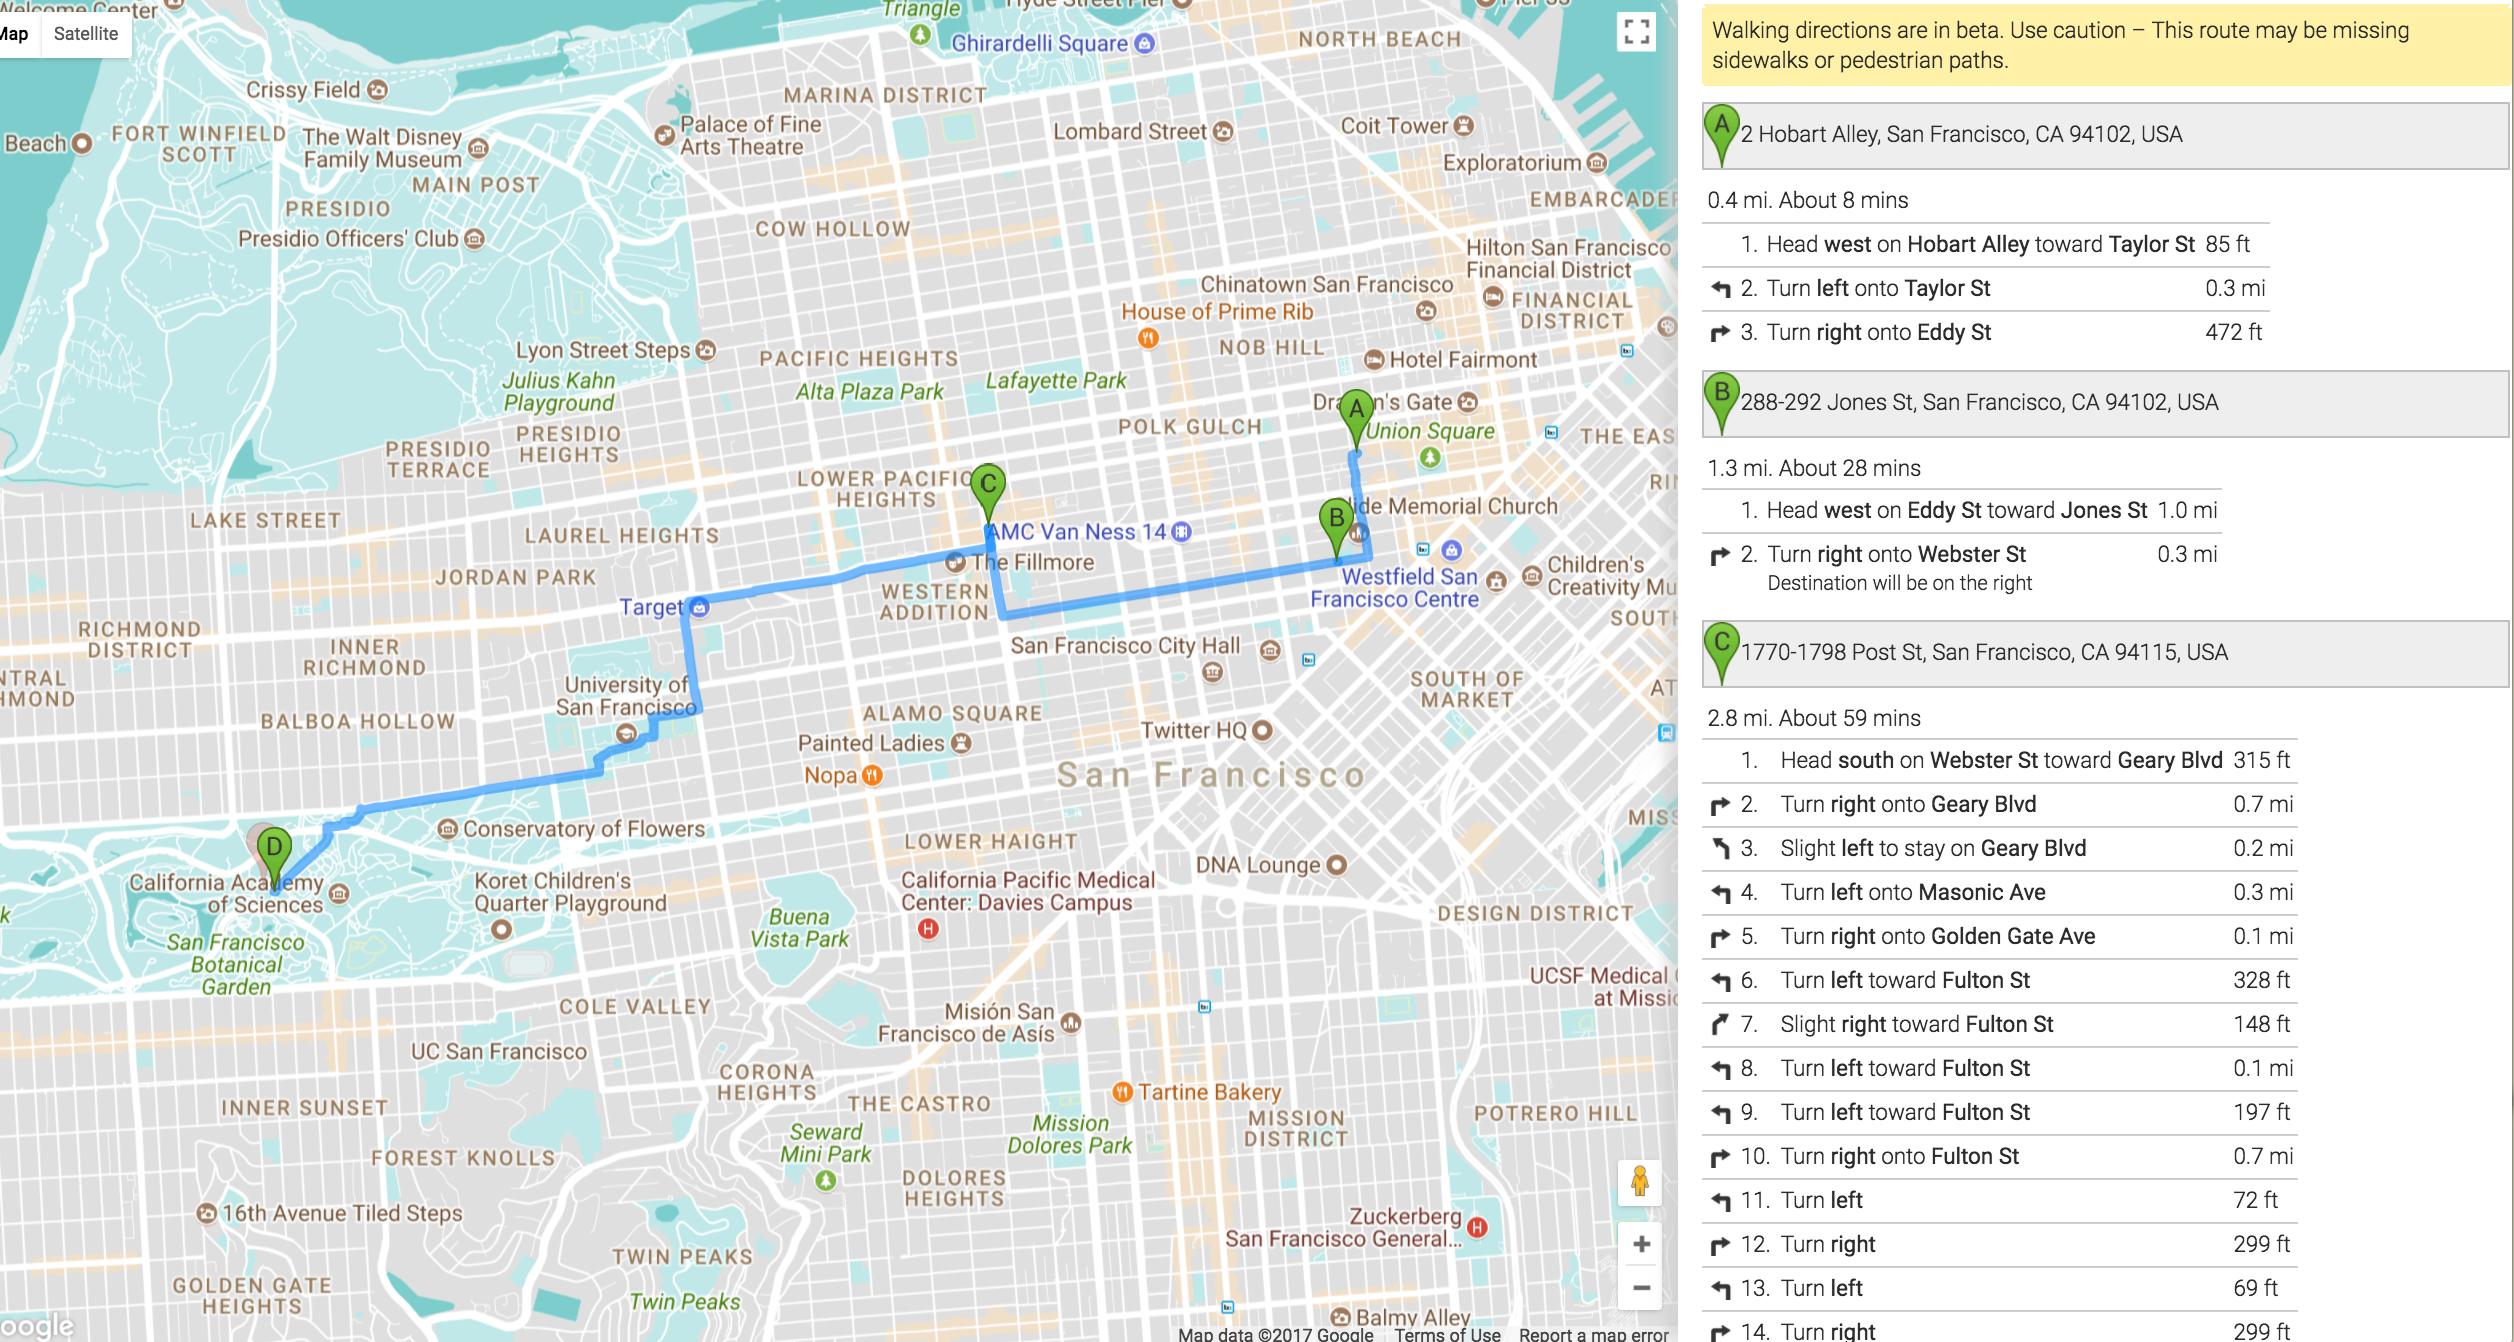 Welcome Center
Map
Satellite
Triangle
Hyde Street Pier
Ghirardelli Square
NORTH BEACH
Crissy Field
MARINA DISTRICT
Beach
FORT WINFIELD
SCOTT
The Walt Disney
Family Museum
Palace of Fine
Arts Theatre
Lombard Street
Coit Tower
Exploratorium
MAIN POST
PRESIDIO
Presidio Officers' Club
COW HOLLOW
EMBARCADE
Hilton San Francisco
Financial District
Chinatown San Francisco
FINANCIAL
DISTRICT
House of Prime Rib
NOB HILL
Lyon Street Steps
PACIFIC HEIGHTS
Hotel Fairmont
Julius Kahn
Playground
Alta Plaza Park
Lafayette Park
A
Dra n's Gate
Union Square
POLK GULCH
THE EAS
PRESIDIO
TERRACE
PRESIDIO
HEIGHTS
LOWER PACIFIC
HEIGHTS
C
RI
LAKE STREET
LAUREL HEIGHTS
AMC Van Ness 14
B
lide Memorial Church
The Fillmore
JORDAN PARK
WESTERN
ADDITION
Westfield San
Francisco Centre
Children's
Creativity Mu
Target
SOUTH
RICHMOND
DISTRICT
INNER
RICHMOND
San Francisco City Hall
NTRAL
HMOND
University of
San Francisco
SOUTH OF
MARKET
AT
BALBOA HOLLOW
ALAMO SQUARE
Painted Ladies
Twitter HQ
Nopa
San Francisco
Conservatory of Flowers
LOWER HAIGHT
MISS
D
California Academy
of Sciences
Koret Children's
Quarter Playground
California Pacific Medical
Center: Davies Campus
H
DNA Lounge
k
Buena
Vista Park
DESIGN DISTRICT
San Francisco
Botanical
Garden
UCSF Medical
at Missi
COLE VALLEY
Misión San
Francisco de Asís
UC San Francisco
CORONA
HEIGHTS
THE CASTRO
Tartine Bakery
INNER SUNSET
Seward
Mini Park
Mission
Dolores Park
MISSION
DISTRICT
POTRERO HILL
FOREST KNOLLS
DOLORES
HEIGHTS
16th Avenue Tiled Steps
Zuckerberg
San Francisco General...
H
TWIN PEAKS
GOLDEN GATE
HEIGHTS
Twin Peaks
+
−
Balmy Alley
oogle
Map data ©2017 Google
Terms of Use
Report a map error
Walking directions are in beta. Use caution – This route may be missing
sidewalks or pedestrian paths.
A 2 Hobart Alley, San Francisco, CA 94102, USA
0.4 mi. About 8 mins
1. Head west on Hobart Alley toward Taylor St 85 ft
2. Turn left onto Taylor St 0.3 mi
3. Turn right onto Eddy St 472 ft
B 288-292 Jones St, San Francisco, CA 94102, USA
1.3 mi. About 28 mins
1. Head west on Eddy St toward Jones St 1.0 mi
2. Turn right onto Webster St 0.3 mi
Destination will be on the right
C 1770-1798 Post St, San Francisco, CA 94115, USA
2.8 mi. About 59 mins
1. Head south on Webster St toward Geary Blvd 315 ft
2. Turn right onto Geary Blvd 0.7 mi
3. Slight left to stay on Geary Blvd 0.2 mi
4. Turn left onto Masonic Ave 0.3 mi
5. Turn right onto Golden Gate Ave 0.1 mi
6. Turn left toward Fulton St 328 ft
7. Slight right toward Fulton St 148 ft
8. Turn left toward Fulton St 0.1 mi
9. Turn left toward Fulton St 197 ft
10. Turn right onto Fulton St 0.7 mi
11. Turn left 72 ft
12. Turn right 299 ft
13. Turn left 69 ft
14. Turn right 299 ft